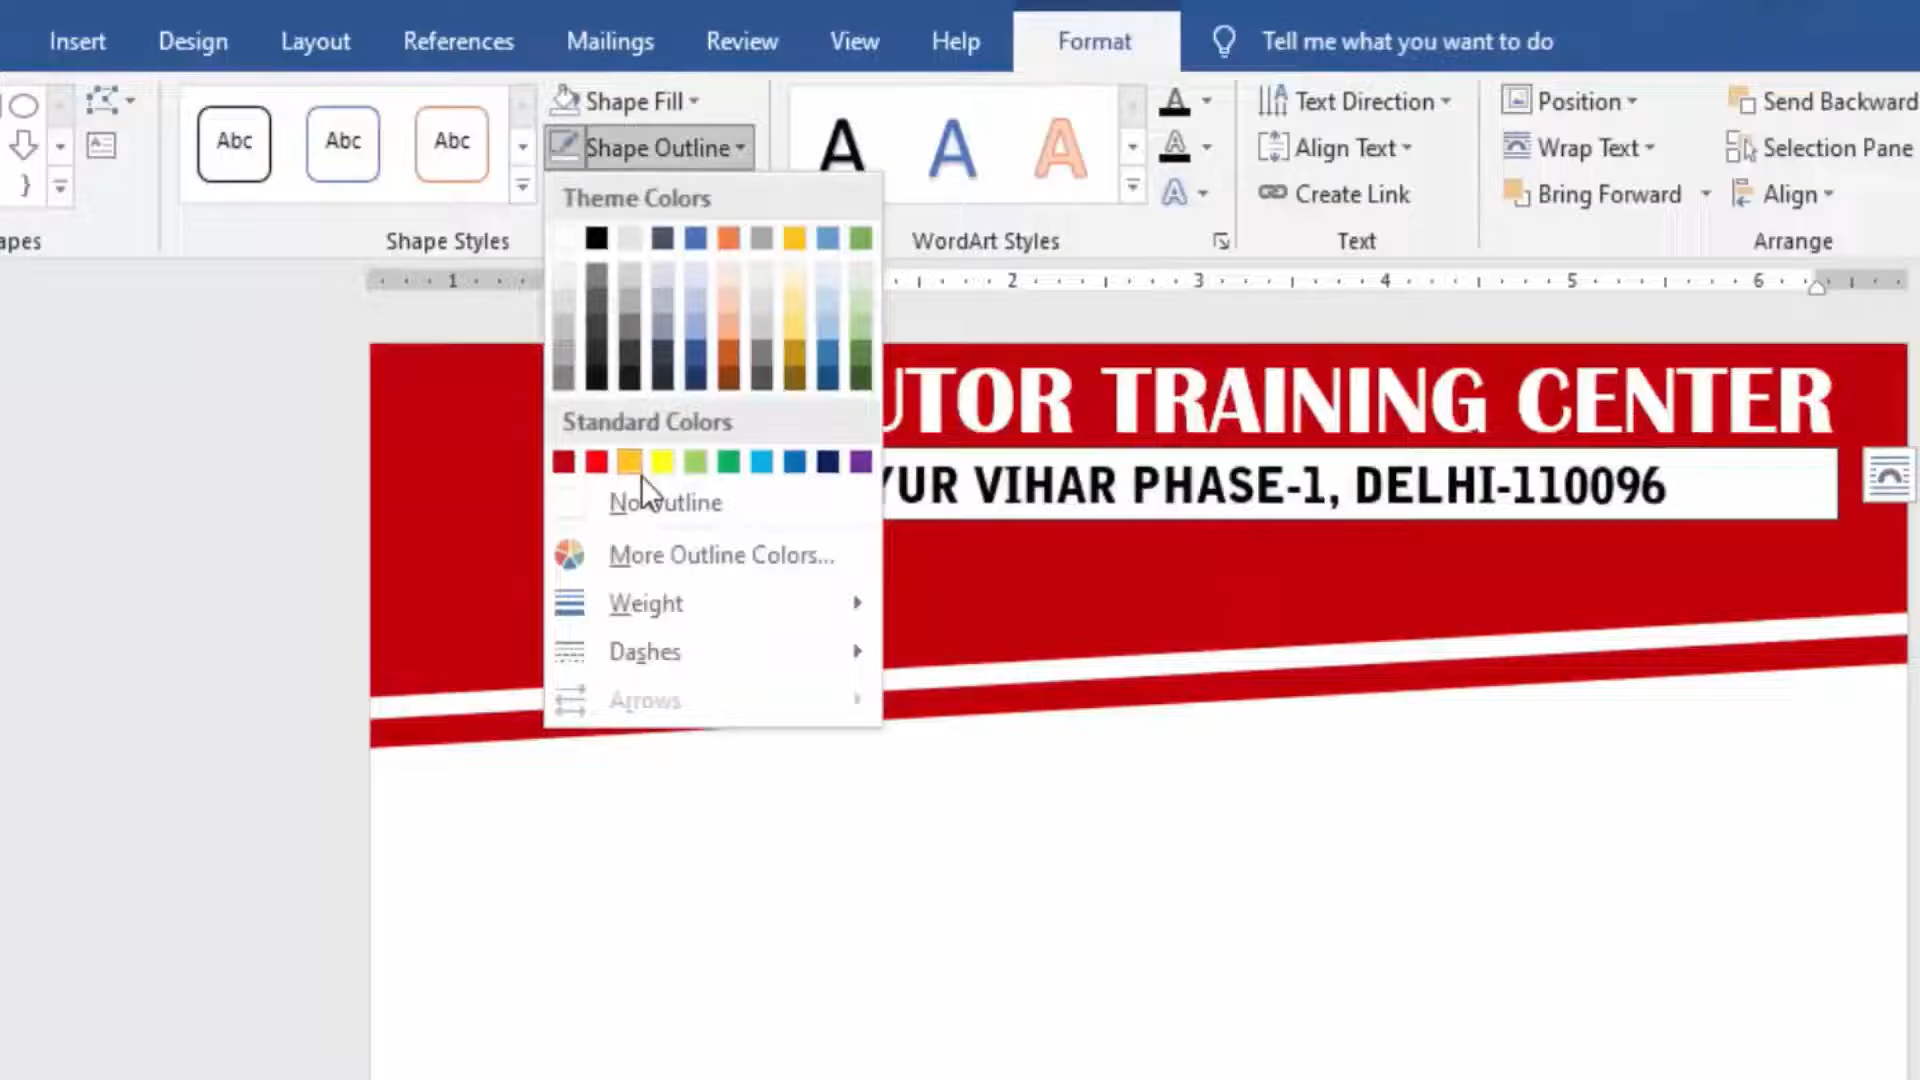 Insert Design Layout References Mailings Review View Help Format Tell me what you want to do
Abc Abc Abc
Shape Fill
Shape Outline
A A A
Text Direction
Align Text
Create Link
Position
Wrap Text
Bring Forward
Send Backward
Selection Pane
Align
apes Shape Styles WordArt Styles Text Arrange
1 2 3 4 5 6
Theme Colors
Standard Colors
No Outline
More Outline Colors...
Weight
Dashes
Arrows
UTOR TRAINING CENTER
YUR VIHAR PHASE-1, DELHI-110096